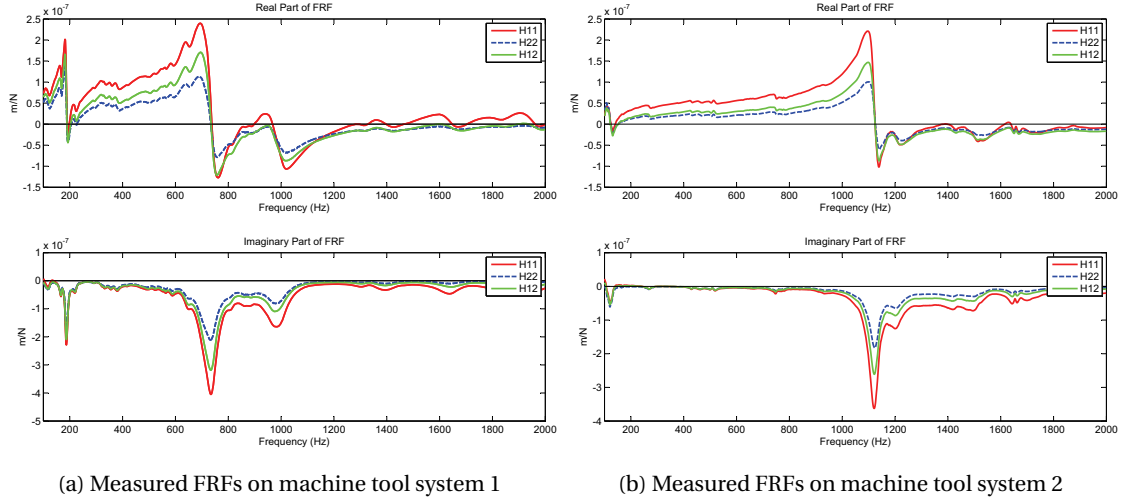 x 10⁻⁷
Real Part of FRF
2.5
2
1.5
1
0.5
0
-0.5
-1
-1.5
m/N
H11
H22
H12
200 400 600 800 1000 1200 1400 1600 1800 2000
Frequency (Hz)
x 10⁻⁷
Imaginary Part of FRF
1
0
-1
-2
-3
-4
-5
m/N
H11
H22
H12
200 400 600 800 1000 1200 1400 1600 1800 2000
Frequency (Hz)
(a) Measured FRFs on machine tool system 1
x 10⁻⁷
Real Part of FRF
2.5
2
1.5
1
0.5
0
-0.5
-1
-1.5
m/N
H11
H22
H12
200 400 600 800 1000 1200 1400 1600 1800 2000
Frequency (Hz)
x 10⁻⁷
Imaginary Part of FRF
1
0
-1
-2
-3
-4
m/N
H11
H22
H12
200 400 600 800 1000 1200 1400 1600 1800 2000
Frequency (Hz)
(b) Measured FRFs on machine tool system 2